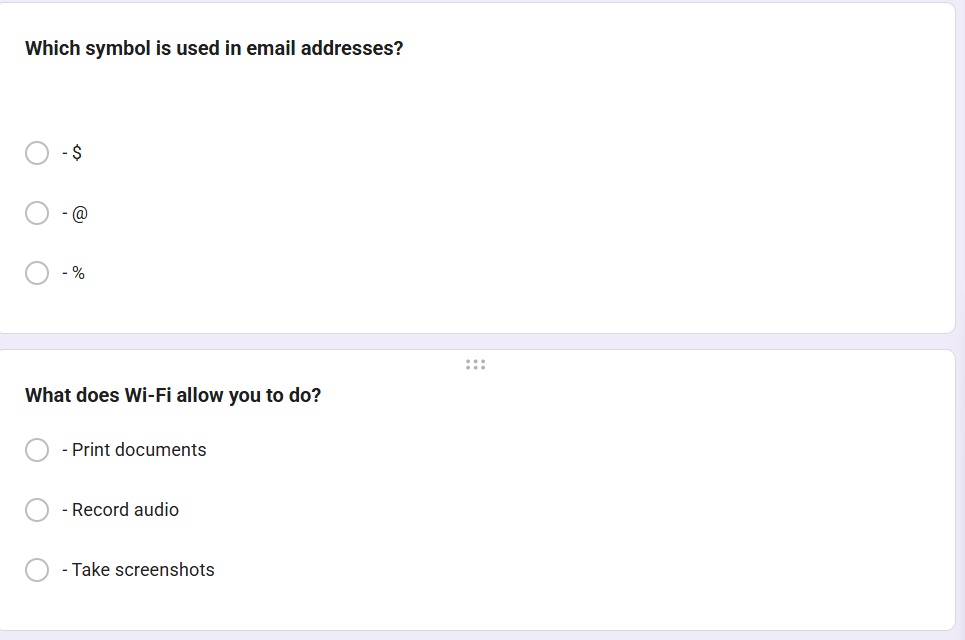 Which symbol is used in email addresses?
- $
- @
- %
What does Wi-Fi allow you to do?
- Print documents
- Record audio
- Take screenshots